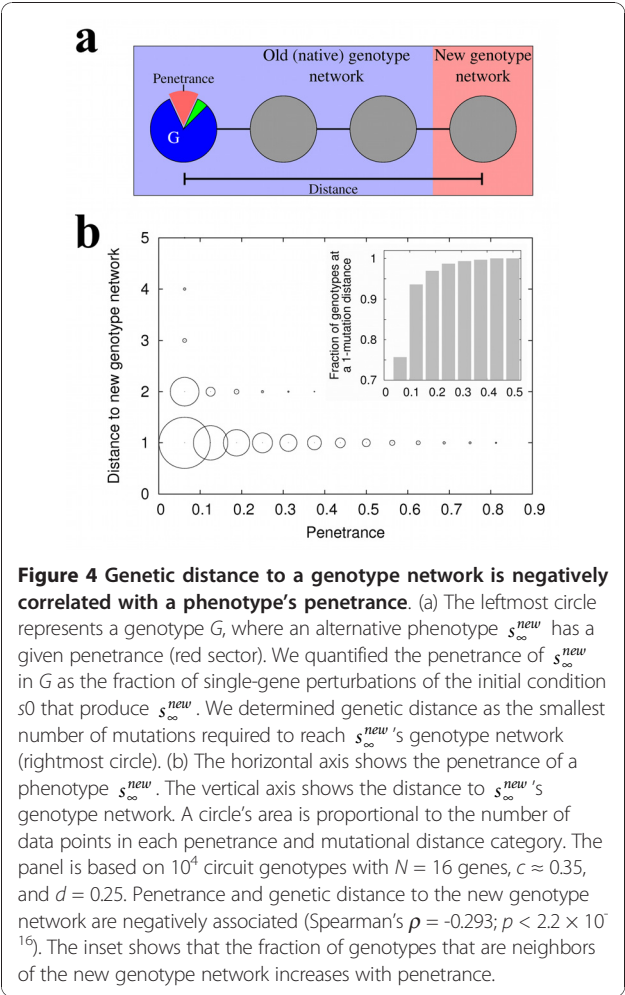 a
Old (native) genotype
network
New genotype
network
Penetrance
G
Distance
b
Distance to new genotype network
5
4
3
2
1
0
0
0.1
0.2
0.3
0.4
0.5
0.6
0.7
0.8
0.9
Penetrance
Fraction of genotypes at
a 1-mutation distance
1
0.9
0.8
0.7
0
0.1
0.2
0.3
0.4
0.5
Figure 4 Genetic distance to a genotype network is negatively
correlated with a phenotype's penetrance. (a) The leftmost circle
represents a genotype G, where an alternative phenotype s∞^new has a
given penetrance (red sector). We quantified the penetrance of s∞^new
in G as the fraction of single-gene perturbations of the initial condition
s0 that produce s∞^new. We determined genetic distance as the smallest
number of mutations required to reach s∞^new's genotype network
(rightmost circle). (b) The horizontal axis shows the penetrance of a
phenotype s∞^new. The vertical axis shows the distance to s∞^new's
genotype network. A circle's area is proportional to the number of
data points in each penetrance and mutational distance category. The
panel is based on 10^4 circuit genotypes with N = 16 genes, c ≈ 0.35,
and d = 0.25. Penetrance and genetic distance to the new genotype
network are negatively associated (Spearman's ρ = -0.293; p < 2.2 × 10^-
^16). The inset shows that the fraction of genotypes that are neighbors
of the new genotype network increases with penetrance.